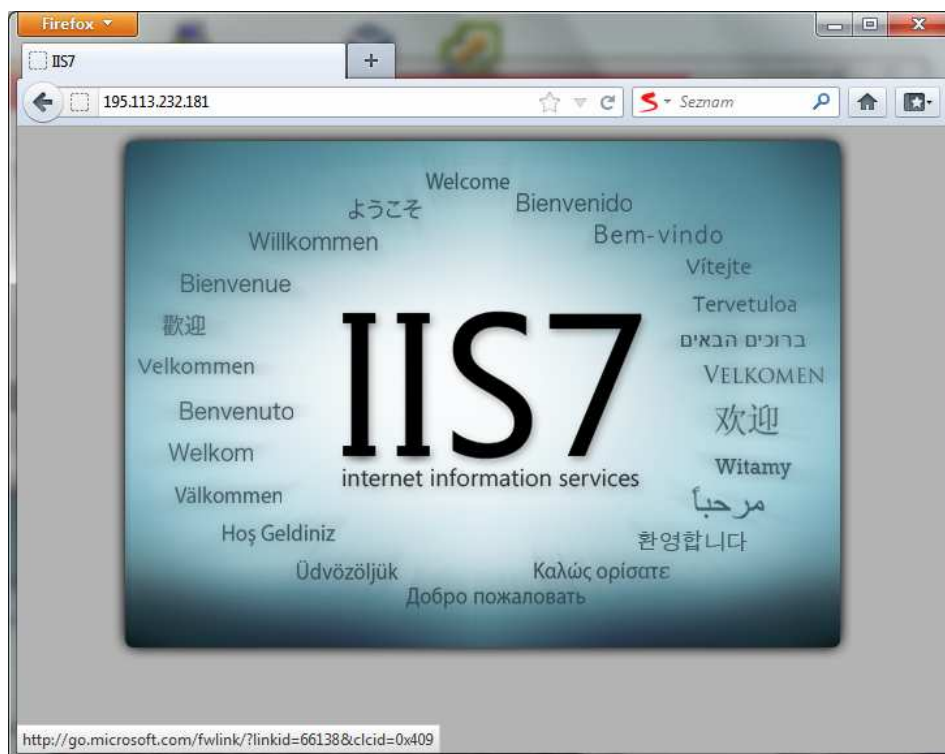 Firefox
IIS7
195.113.232.181
Seznam
Welcome
ようこそ
Bienvenido
Willkommen
Bem-vindo
Vítejte
Bienvenue
Tervetuloa
歡迎
ברוכים הבאים
Velkommen
VELKOMEN
IIS7
Benvenuto
欢迎
Welkom
Witamy
internet information services
Välkommen
مرحباً
Hoş Geldiniz
환영합니다
Üdvözöljük
Καλώς ορίσατε
Добро пожаловать
http://go.microsoft.com/fwlink/?linkid=66138&clcid=0x409